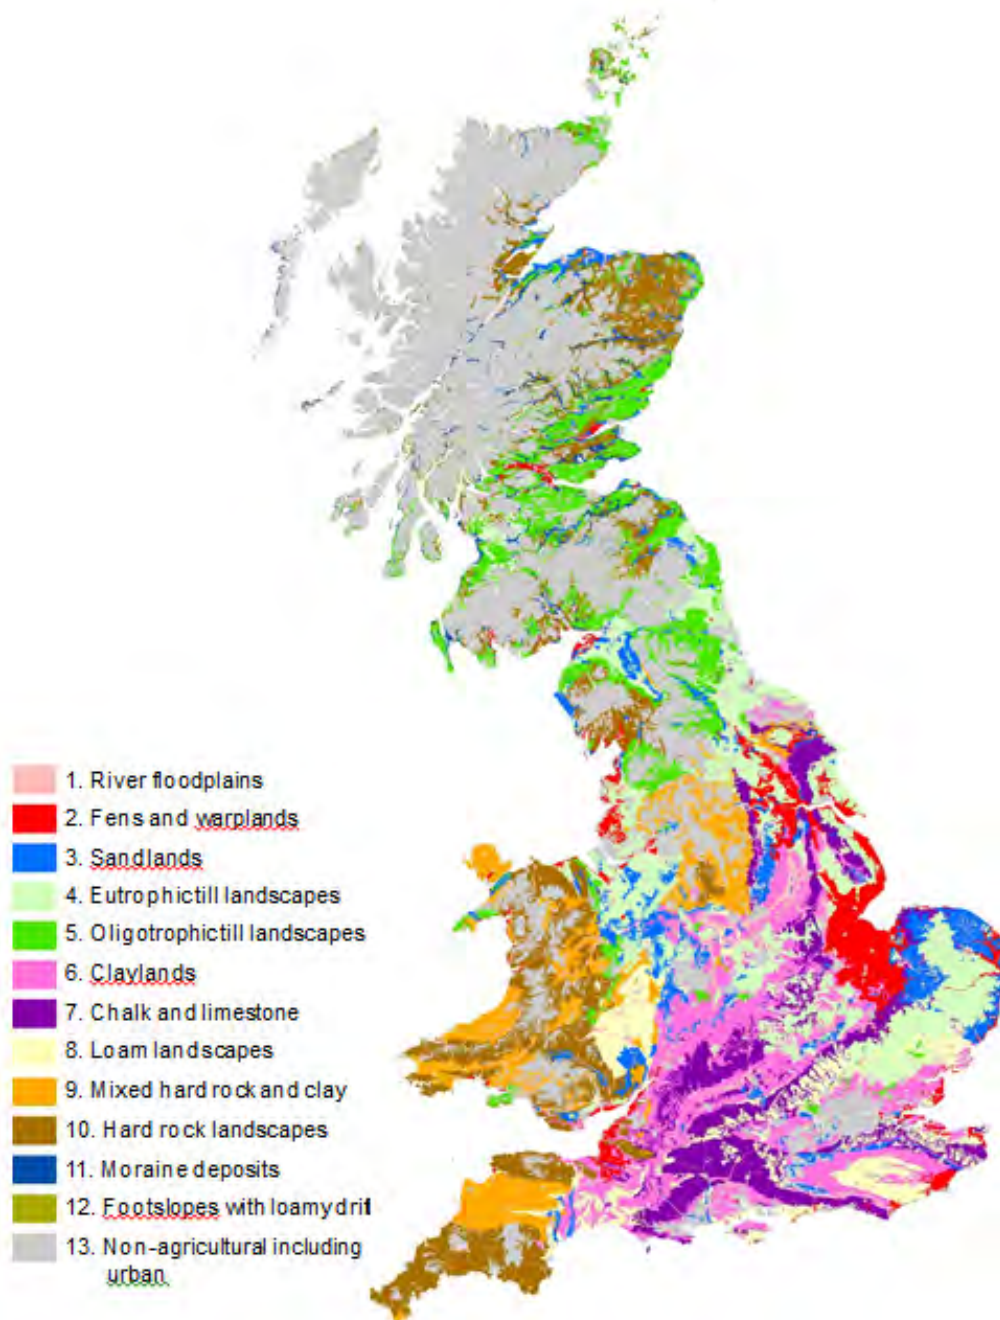 1. River floodplains
2. Fens and warplands
3. Sandlands
4. Eutrophictill landscapes
5. Oligotrophictill landscapes
6. Claylands
7. Chalk and limestone
8. Loam landscapes
9. Mixed hard rock and clay
10. Hard rock landscapes
11. Moraine deposits
12. Footslopes with loamy drif
13. Non-agricultural including
urban